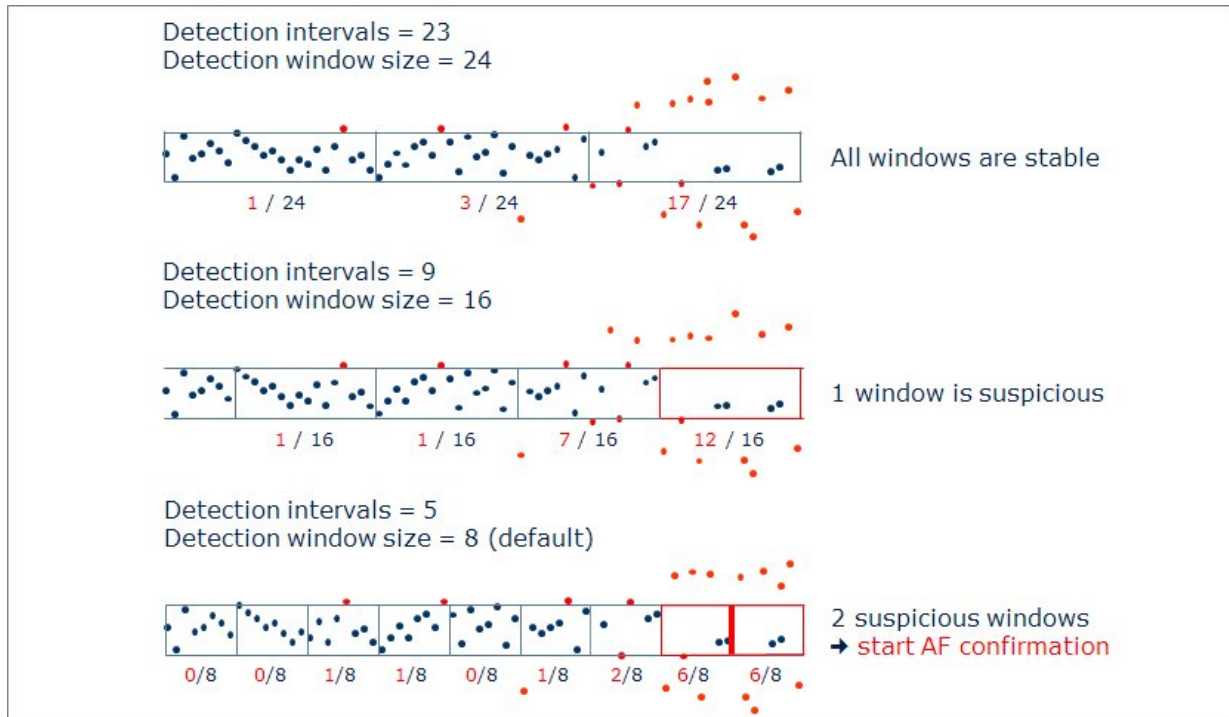 Detection intervals = 23
Detection window size = 24
All windows are stable
1 / 24
3 / 24
17 / 24
Detection intervals = 9
Detection window size = 16
1 window is suspicious
1 / 16
1 / 16
7 / 16
12 / 16
Detection intervals = 5
Detection window size = 8 (default)
2 suspicious windows
➔ start AF confirmation
0/8
0/8
1/8
1/8
0/8
1/8
2/8
6/8
6/8